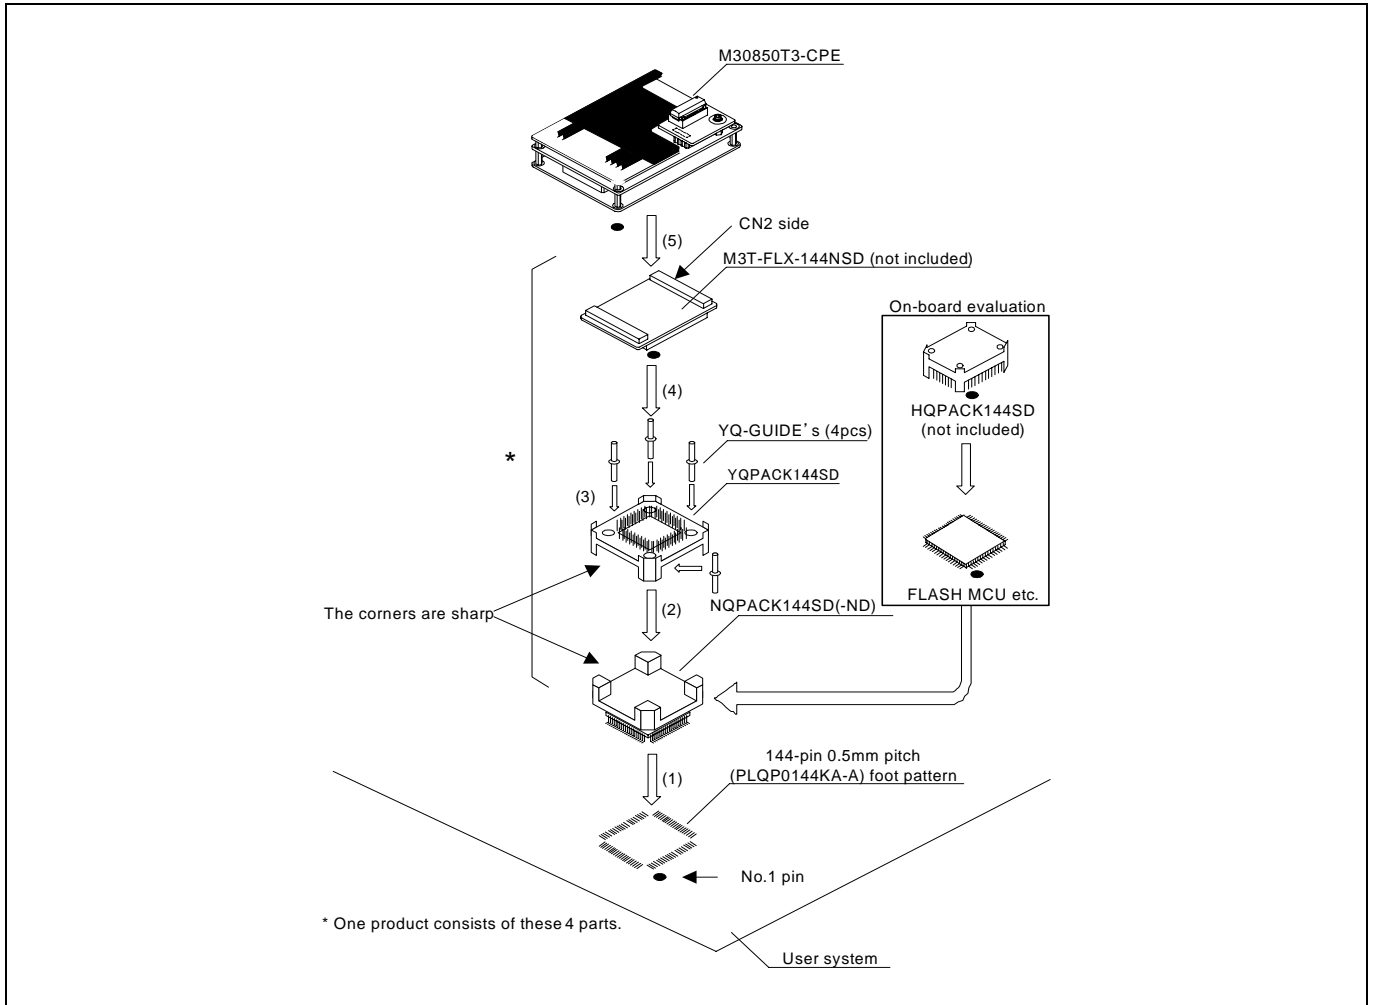 M30850T3-CPE
(5)
CN2 side
M3T-FLX-144NSD (not included)
On-board evaluation
(4)
HQPACK144SD
(not included)
YQ-GUIDE's (4pcs)
*
YQPACK144SD
(3)
FLASH MCU etc.
NQPACK144SD(-ND)
(2)
The corners are sharp
144-pin 0.5mm pitch
(PLQP0144KA-A) foot pattern
(1)
No.1 pin
* One product consists of these 4 parts.
User system